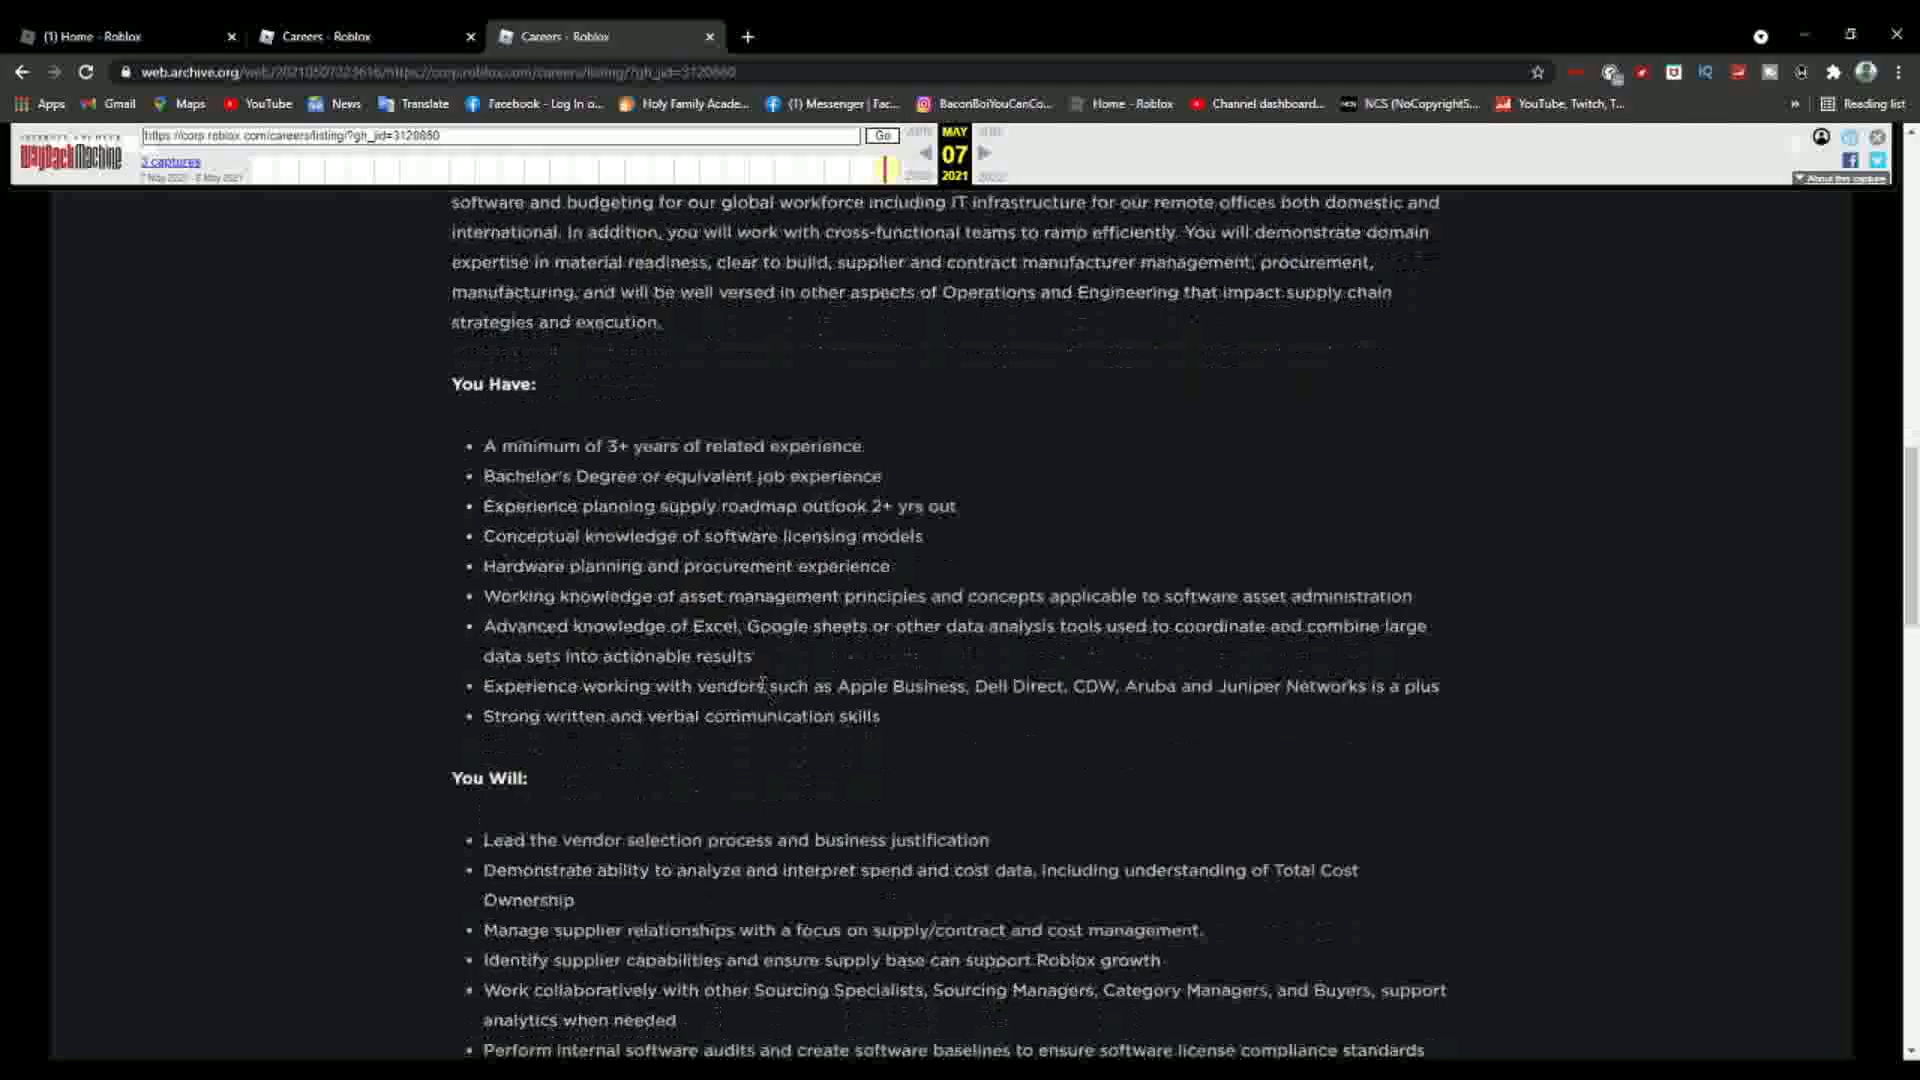 (1) Home - Roblox
Careers - Roblox
Careers - Roblox
web.archive.org/web/20210507023616/https://corp.roblox.com/careers/listing/?gh_jid=3120860
Apps Gmail Maps YouTube News Translate Facebook - Log In o... Holy Family Acade... (1) Messenger | Fac... BaconBoiYouCanCo... Home - Roblox Channel dashboard... NCS (NoCopyrightS... YouTube, Twitch, T... » Reading list
INTERNET ARCHIVE
WayBackMachine
https://corp.roblox.com/careers/listing/?gh_jid=3120860
Go
MAY
07
2021
3 captures
7 May 2021 - 8 May 2021
About this capture
software and budgeting for our global workforce including IT infrastructure for our remote offices both domestic and
international. In addition, you will work with cross-functional teams to ramp efficiently. You will demonstrate domain
expertise in material readiness, clear to build, supplier and contract manufacturer management, procurement,
manufacturing, and will be well versed in other aspects of Operations and Engineering that impact supply chain
strategies and execution.
You Have:
• A minimum of 3+ years of related experience
• Bachelor's Degree or equivalent job experience
• Experience planning supply roadmap outlook 2+ yrs out
• Conceptual knowledge of software licensing models
• Hardware planning and procurement experience
• Working knowledge of asset management principles and concepts applicable to software asset administration
• Advanced knowledge of Excel, Google sheets or other data analysis tools used to coordinate and combine large
data sets into actionable results
• Experience working with vendors such as Apple Business, Dell Direct, CDW, Aruba and Juniper Networks is a plus
• Strong written and verbal communication skills
You Will:
• Lead the vendor selection process and business justification
• Demonstrate ability to analyze and interpret spend and cost data, including understanding of Total Cost
Ownership
• Manage supplier relationships with a focus on supply/contract and cost management.
• Identify supplier capabilities and ensure supply base can support Roblox growth
• Work collaboratively with other Sourcing Specialists, Sourcing Managers, Category Managers, and Buyers, support
analytics when needed
• Perform internal software audits and create software baselines to ensure software license compliance standards